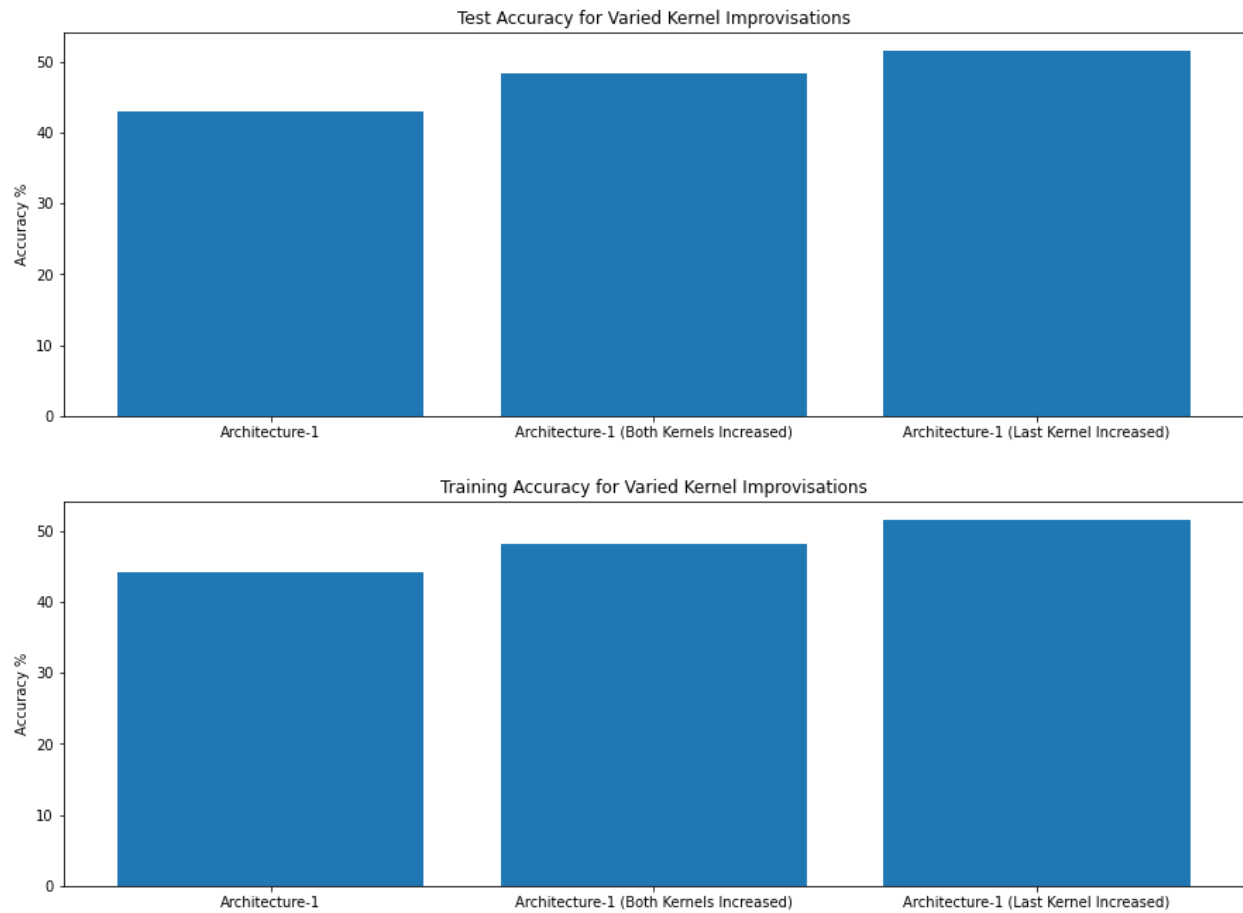 Test Accuracy for Varied Kernel Improvisations
Accuracy %
50
40
30
20
10
0
Architecture-1
Architecture-1 (Both Kernels Increased)
Architecture-1 (Last Kernel Increased)
Training Accuracy for Varied Kernel Improvisations
Accuracy %
50
40
30
20
10
0
Architecture-1
Architecture-1 (Both Kernels Increased)
Architecture-1 (Last Kernel Increased)